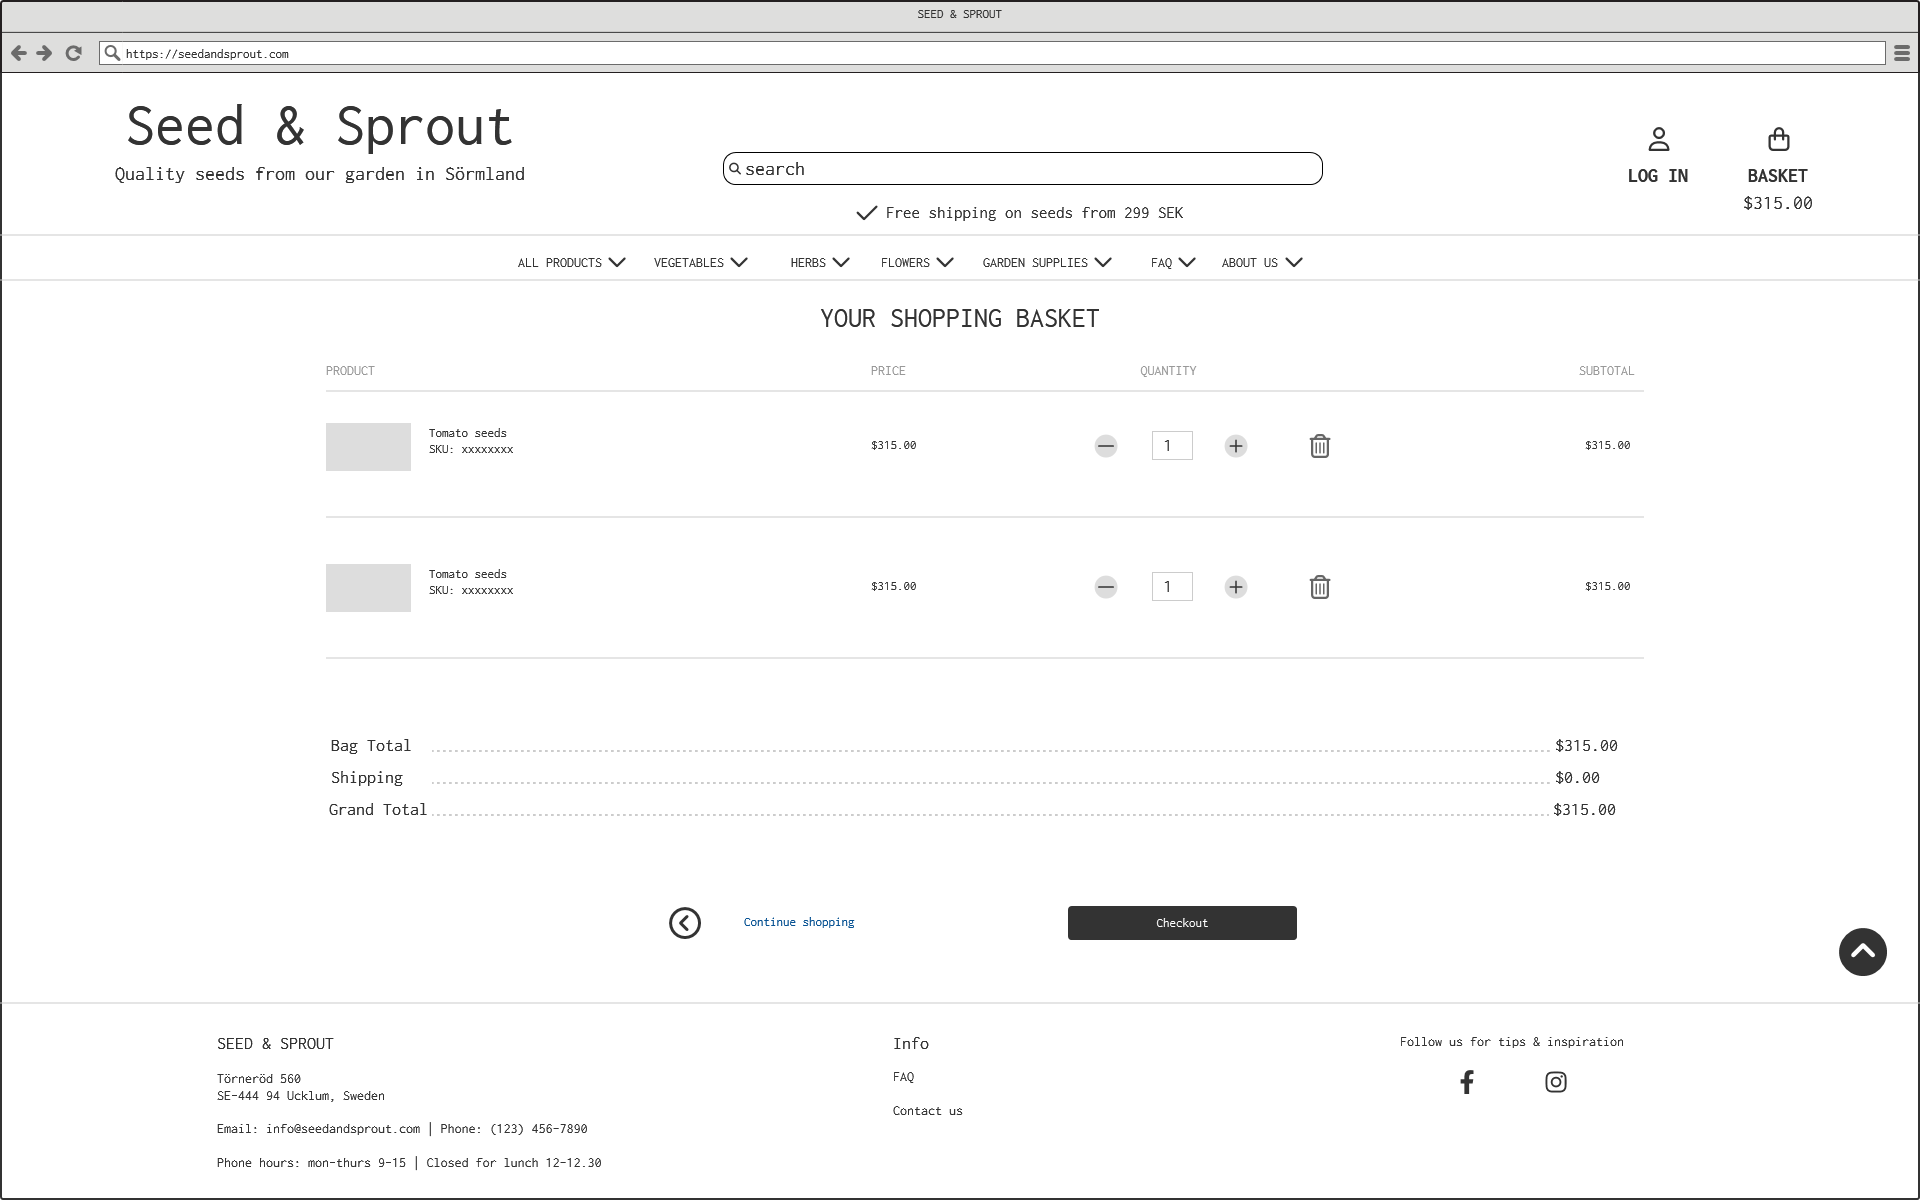 SEED & SPROUT
https://seedandsprout.com
Seed & Sprout
Quality seeds from our garden in Sörmland
search
Free shipping on seeds from 299 SEK
LOG IN
BASKET
$315.00
ALL PRODUCTS VEGETABLES HERBS FLOWERS GARDEN SUPPLIES FAQ ABOUT US
YOUR SHOPPING BASKET
PRODUCT PRICE QUANTITY SUBTOTAL
Tomato seeds
SKU: xxxxxxxx
$315.00 1 $315.00
Tomato seeds
SKU: xxxxxxxx
$315.00 1 $315.00
Bag Total $315.00
Shipping $0.00
Grand Total $315.00
Continue shopping
Checkout
SEED & SPROUT
Törneröd 560
SE-444 94 Ucklum, Sweden
Email: info@seedandsprout.com | Phone: (123) 456-7890
Phone hours: mon-thurs 9-15 | Closed for lunch 12-12.30
Info
FAQ
Contact us
Follow us for tips & inspiration